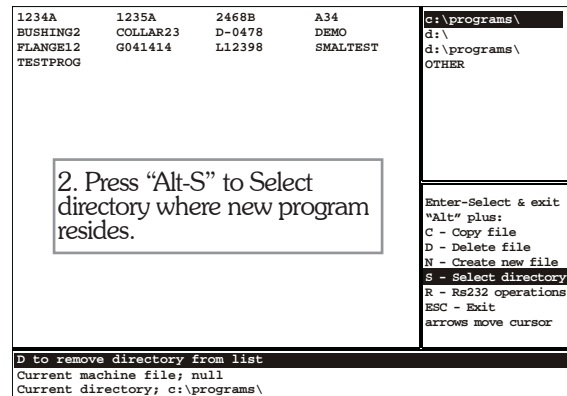 1234A 1235A 2468B A34
BUSHING2 COLLAR23 D-0478 DEMO
FLANGE12 G041414 L12398 SMALTEST
TESTPROG
2. Press “Alt-S” to Select
directory where new program
resides.
c:\programs\
d:\
d:\programs\
OTHER
Enter-Select & exit
“Alt” plus:
C - Copy file
D - Delete file
N - Create new file
S - Select directory
R - Rs232 operations
ESC - Exit
arrows move cursor
D to remove directory from list
Current machine file; null
Current directory; c:\programs\